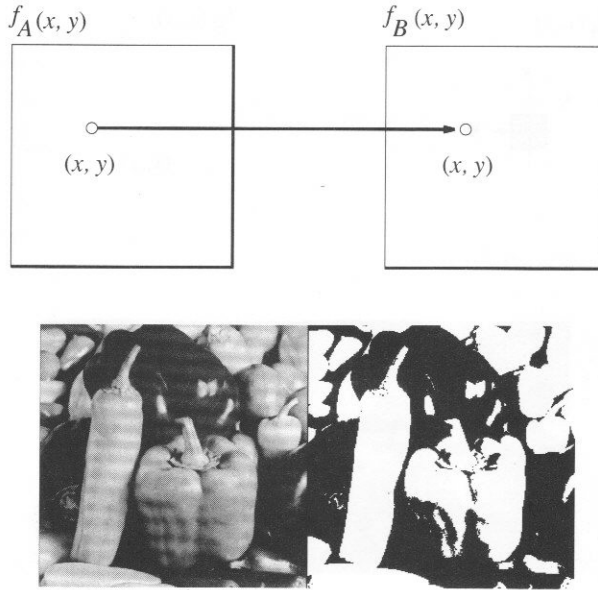 f_A(x, y) f_B(x, y)
(x, y) (x, y)